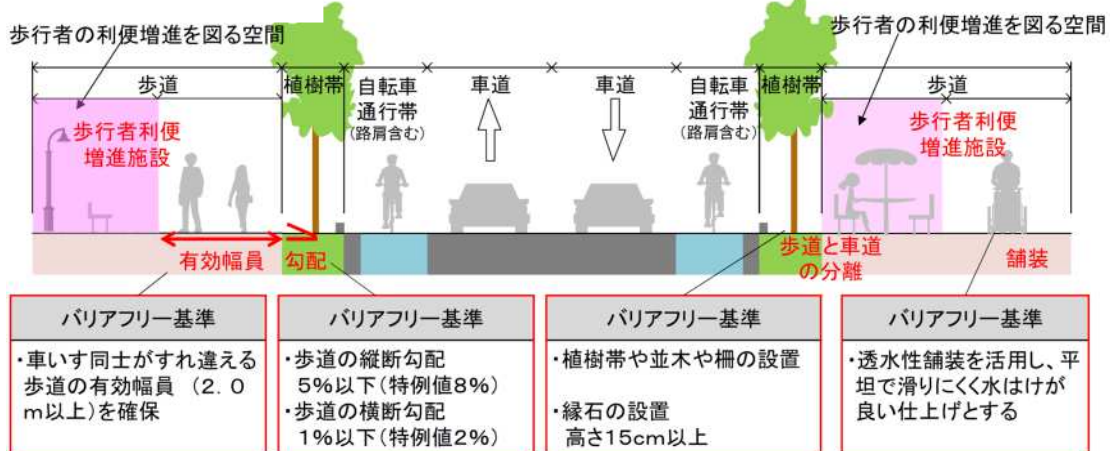 歩行者の利便増進を図る空間
歩行者の利便増進を図る空間
歩道
植樹帯
自転車
通行帯
(路肩含む)
車道
車道
自転車
通行帯
(路肩含む)
植樹帯
歩道
歩行者利便
増進施設
歩行者利便
増進施設
有効幅員
勾配
歩道と車道
の分離
舗装
バリアフリー基準
・車いす同士がすれ違える
歩道の有効幅員 (2.0
m以上)を確保
バリアフリー基準
・歩道の縦断勾配
5%以下(特例値8%)
・歩道の横断勾配
1%以下(特例値2%)
バリアフリー基準
・植樹帯や並木や柵の設置
・縁石の設置
高さ15cm以上
バリアフリー基準
・透水性舗装を活用し、平
坦で滑りにくく水はけが
良い仕上げとする